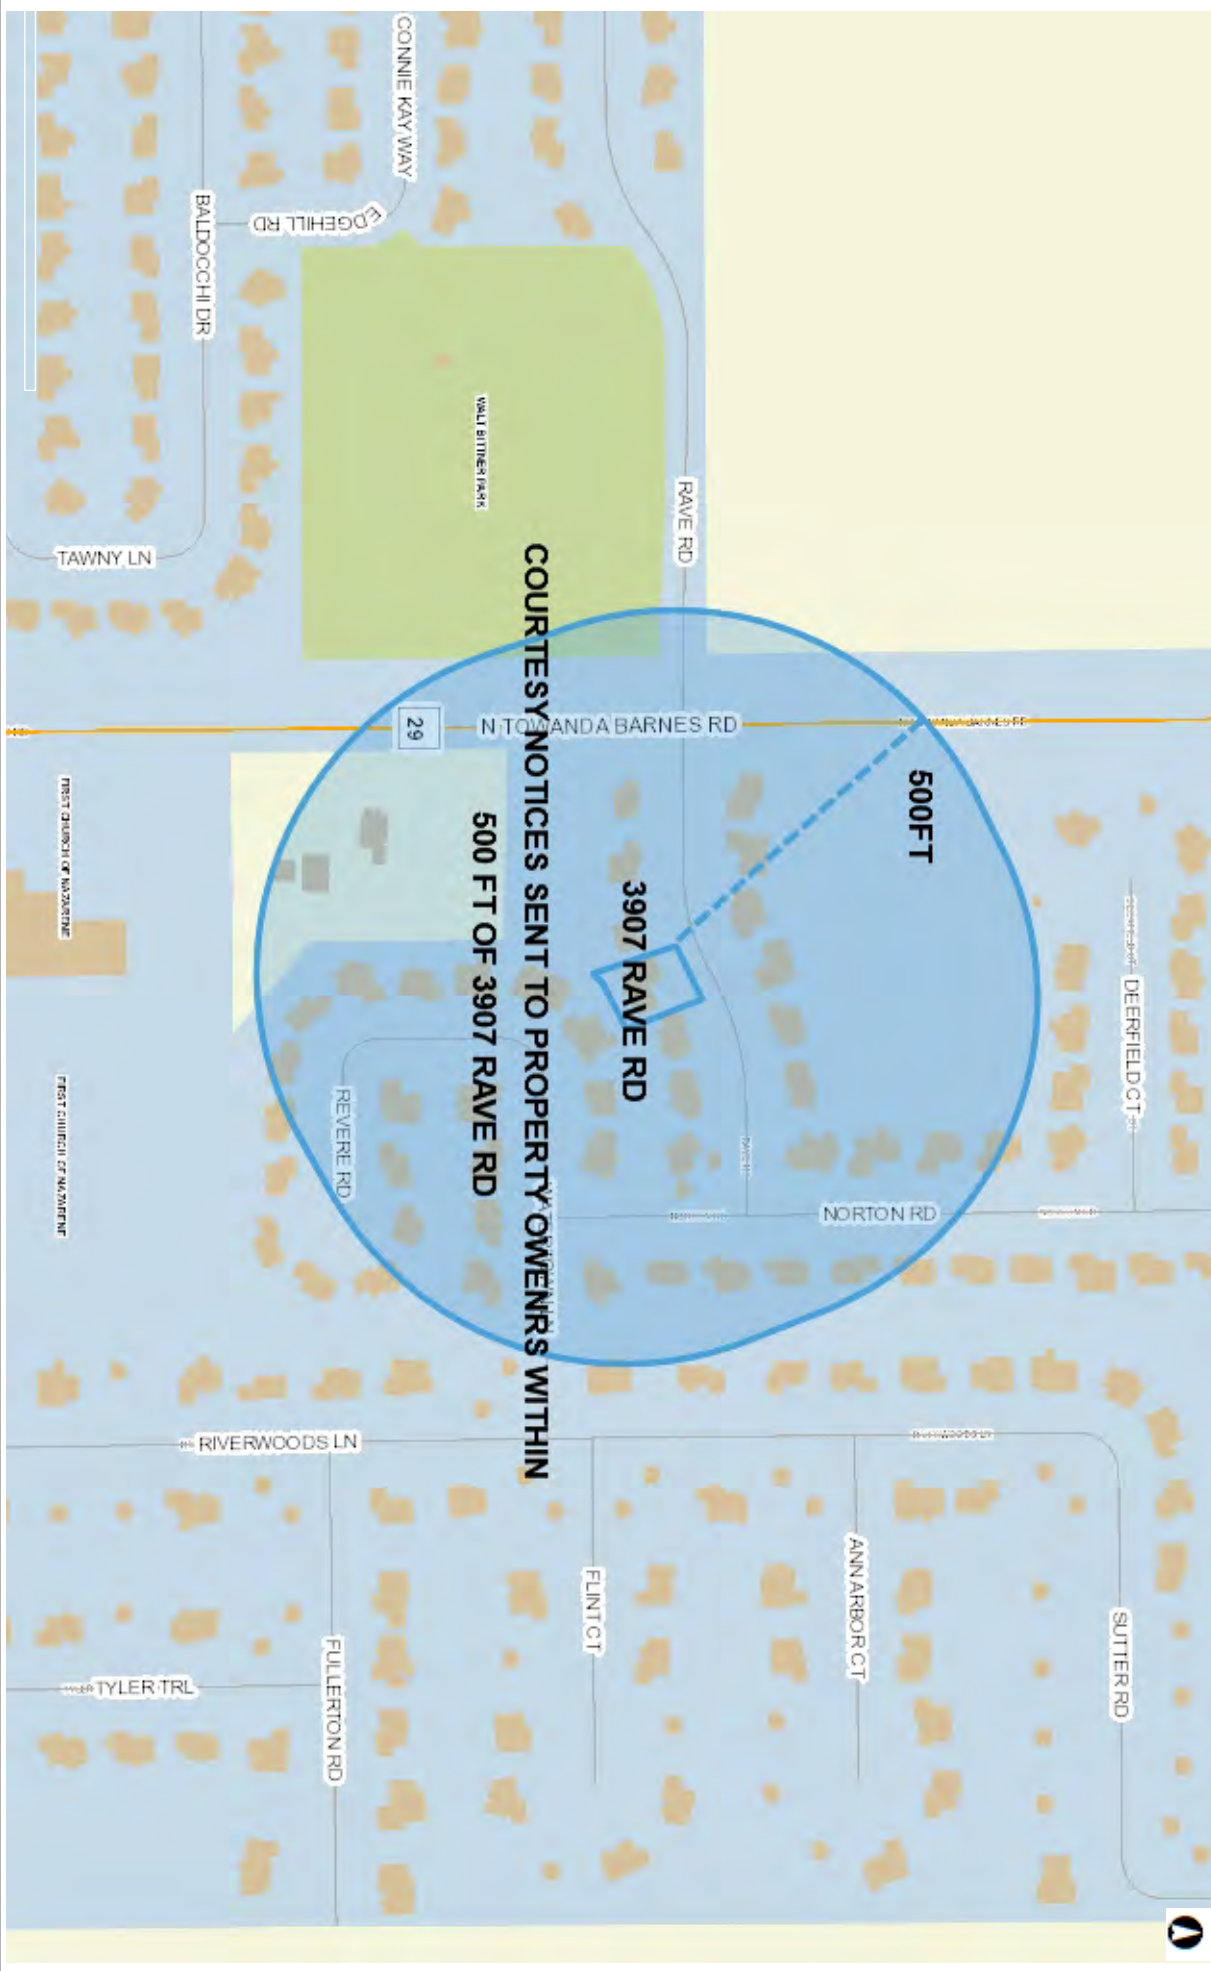 CONNIE KAY WAY
EDGEHILL RD
BALDOCCHI DR
TAWNY LN
WALT BITTNER PARK
RAVE RD
N TOWANDA BARNES RD
29
500FT
3907 RAVE RD
COURTESY NOTICES SENT TO PROPERTY OWENRS WITHIN
500 FT OF 3907 RAVE RD
FIRST CHURCH OF NAZARENE
FIRST CHURCH OF NAZARENE
DEERFIELD CT
REVERE RD
NORTON RD
RIVERWOODS LN
RIVERWOODS LN
FLINT CT
ANN ARBOR CT
SUTTER RD
FULLERTON RD
TYLER TRL